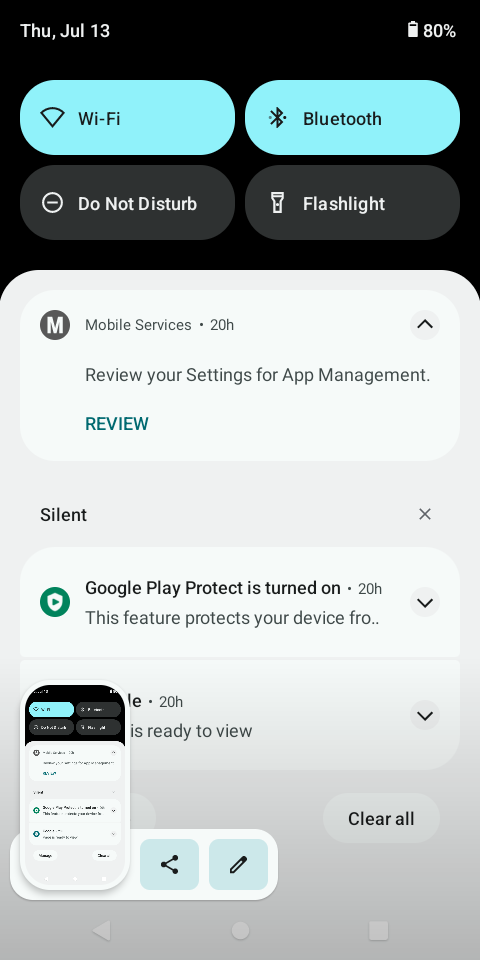 Thu, Jul 13
80%
Wi-Fi
Bluetooth
Do Not Disturb
Flashlight
M
Mobile Services • 20h
Review your Settings for App Management.
REVIEW
Silent
Google Play Protect is turned on • 20h
This feature protects your device fro..
le • 20h
is ready to view
Clear all